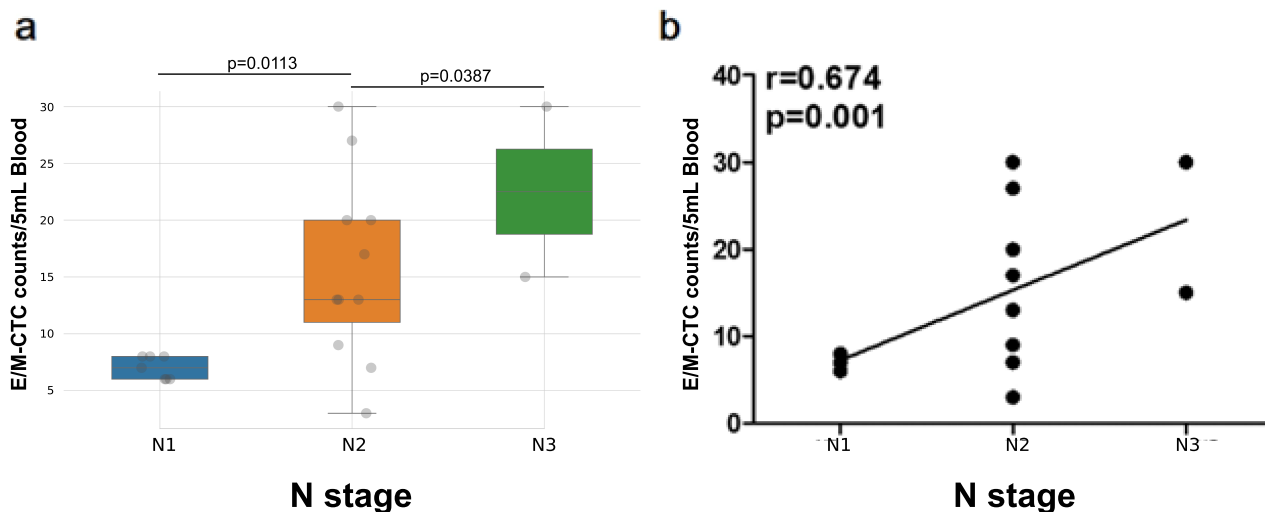 a
p=0.0113
p=0.0387
E/M-CTC counts/5mL Blood
30
25
20
15
10
5
N1
N2
N3
N stage
b
r=0.674
p=0.001
E/M-CTC counts/5mL Blood
40
30
20
10
0
N1
N2
N3
N stage